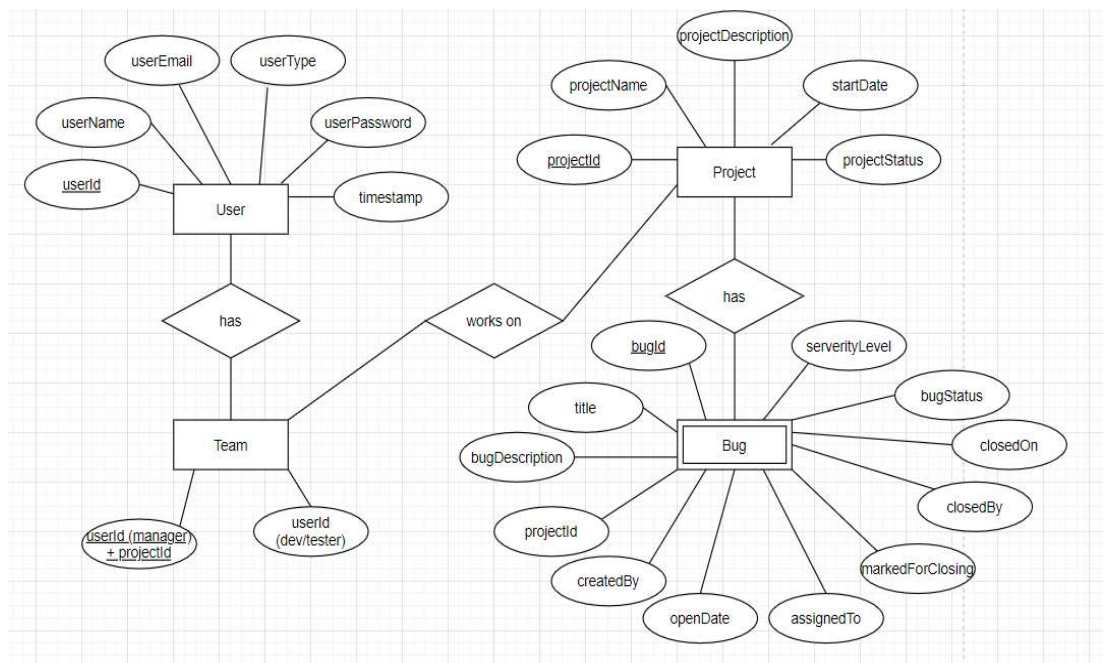 projectDescription
userEmail
userType
projectName
startDate
userName
userPassword
projectId
projectStatus
Project
userId
timestamp
User
has
works on
has
bugId
serverityLevel
bugStatus
title
Team
Bug
closedOn
bugDescription
closedBy
userId (manager)
+ projectId
userId
(dev/tester)
projectId
markedForClosing
createdBy
openDate
assignedTo